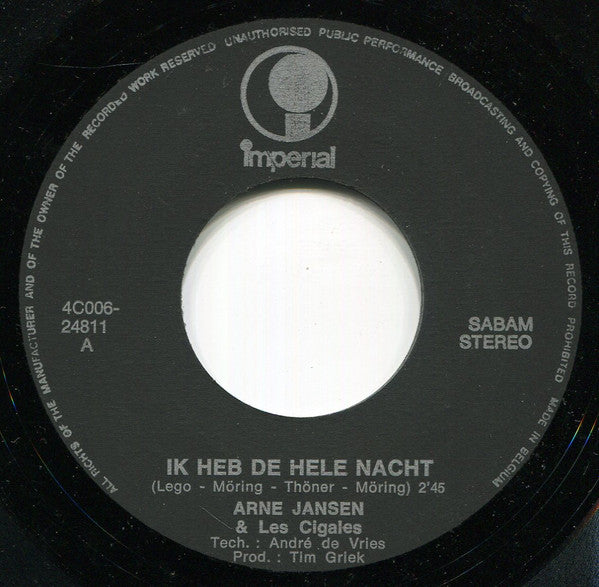 ALL RIGHTS OF THE MANUFACTURER AND OF THE OWNER OF THE RECORDED WORK RESERVED UNAUTHORISED PUBLIC PERFORMANCE BROADCASTING AND COPYING OF THIS RECORD PROHIBITED MADE IN BELGIUM
imperial
4C006-
24811
A
SABAM
STEREO
IK HEB DE HELE NACHT
(Lego - Möring - Thöner - Möring) 2'45
ARNE JANSEN
& Les Cigales
Tech. : André de Vries
Prod. : Tim Griek